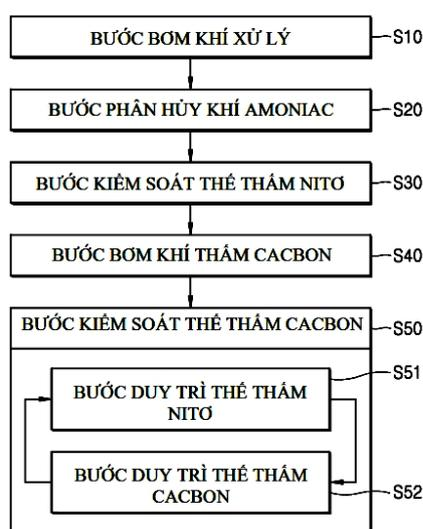 BƯỚC BƠM KHÍ XỬ LÝ
S10
BƯỚC PHÂN HỦY KHÍ AMONIAC
S20
BƯỚC KIỂM SOÁT THẾ THẤM NITƠ
S30
BƯỚC BƠM KHÍ THẤM CACBON
S40
BƯỚC KIỂM SOÁT THẾ THẤM CACBON
S50
BƯỚC DUY TRÌ THẾ THẤM
NITƠ
S51
BƯỚC DUY TRÌ THẾ THẤM
CACBON
S52